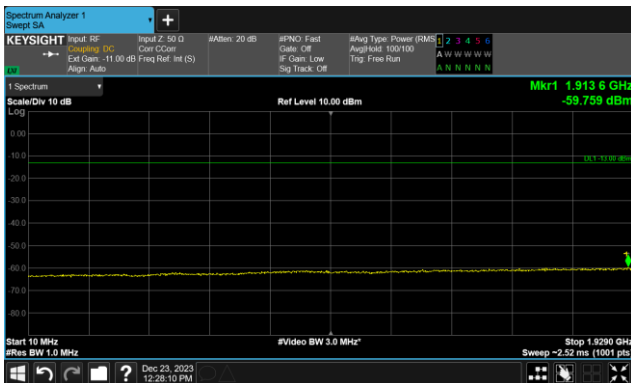 Spectrum Analyzer 1
Swept SA
+
KEYSIGHT Input: RF Input Z: 50 Ω #Atten: 20 dB #PNO: Fast #Avg Type: Power (RMS 1 2 3 4 5 6
Coupling: DC Corr CCorr Gate: Off Avg|Hold: 100/100 A W W W W W
Ext Gain: -11.00 dB Freq Ref: Int (S) IF Gain: Low Trig: Free Run
Align: Auto Sig Track: Off A N N N N N
1 Spectrum Mkr1 1.913 6 GHz
Scale/Div 10 dB Ref Level 10.00 dBm -59.759 dBm
Log
0.00
-10.0
DL1 -13.00 dBm
-20.0
-30.0
-40.0
-50.0
-60.0
-70.0
-80.0
Start 10 MHz #Video BW 3.0 MHz* Stop 1.9290 GHz
#Res BW 1.0 MHz Sweep ~2.52 ms (1001 pts)
? Dec 23, 2023
12:28:10 PM